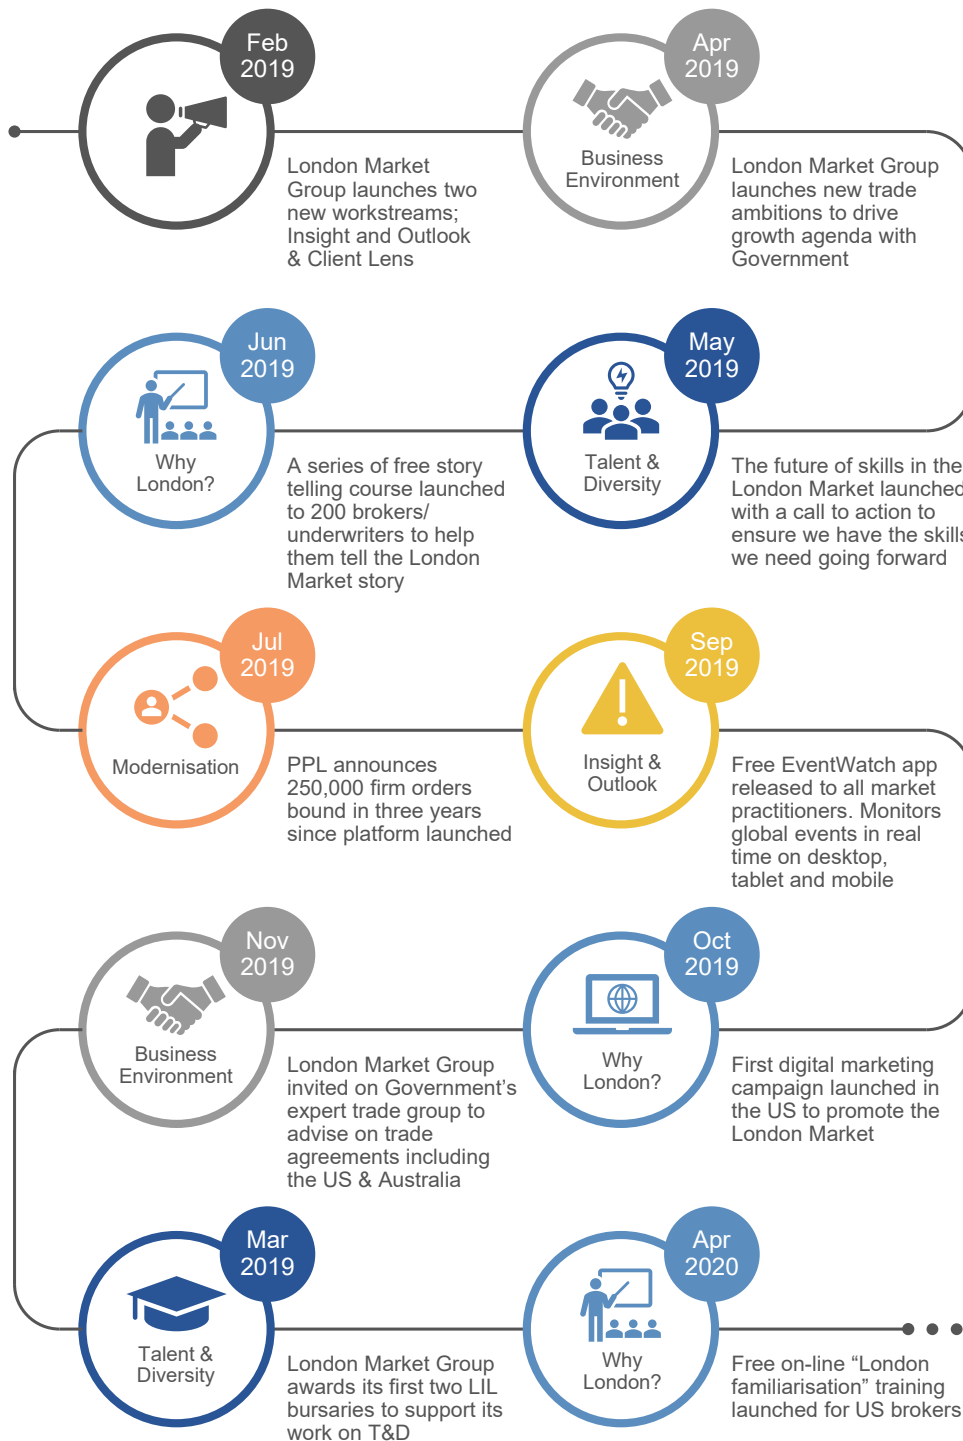 Feb
2019
London Market
Group launches two
new workstreams;
Insight and Outlook
& Client Lens
Apr
2019
Business
Environment
London Market Group
launches new trade
ambitions to drive
growth agenda with
Government
May
2019
Talent &
Diversity
The future of skills in the
London Market launched
with a call to action to
ensure we have the skills
we need going forward
Jun
2019
Why
London?
A series of free story
telling course launched
to 200 brokers/
underwriters to help
them tell the London
Market story
Jul
2019
Modernisation
PPL announces
250,000 firm orders
bound in three years
since platform launched
Sep
2019
Insight &
Outlook
Free EventWatch app
released to all market
practitioners. Monitors
global events in real
time on desktop,
tablet and mobile
Oct
2019
Why
London?
First digital marketing
campaign launched in
the US to promote the
London Market
Nov
2019
Business
Environment
London Market Group
invited on Government’s
expert trade group to
advise on trade
agreements including
the US & Australia
Mar
2019
Talent &
Diversity
London Market Group
awards its first two LIL
bursaries to support its
work on T&D
Apr
2020
Why
London?
Free on-line “London
familiarisation” training
launched for US brokers